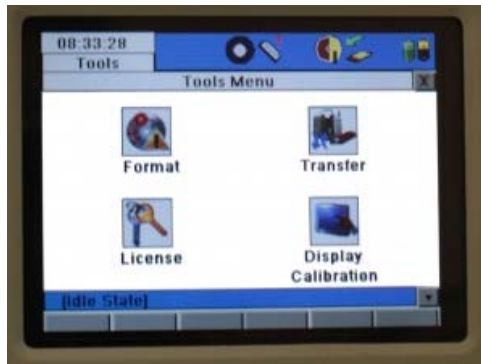 08:33:28
Tools
Tools Menu
X
Format
Transfer
License
Display
Calibration
[Idle State]